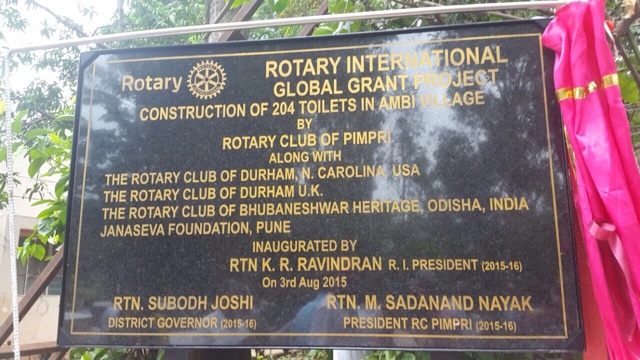 Rotary
ROTARY INTERNATIONAL
GLOBAL GRANT PROJECT
CONSTRUCTION OF 204 TOILETS IN AMBI VILLAGE
BY
ROTARY CLUB OF PIMPRI
ALONG WITH
THE ROTARY CLUB OF DURHAM, N. CAROLINA, USA
THE ROTARY CLUB OF DURHAM U.K.
THE ROTARY CLUB OF BHUBANESHWAR HERITAGE, ODISHA, INDIA
JANASEVA FOUNDATION, PUNE
INAUGURATED BY
RTN K. R. RAVINDRAN R. I. PRESIDENT (2015-16)
On 3rd Aug 2015
RTN. SUBODH JOSHI RTN. M. SADANAND NAYAK
DISTRICT GOVERNOR (2015-16) PRESIDENT RC PIMPRI (2015-16)